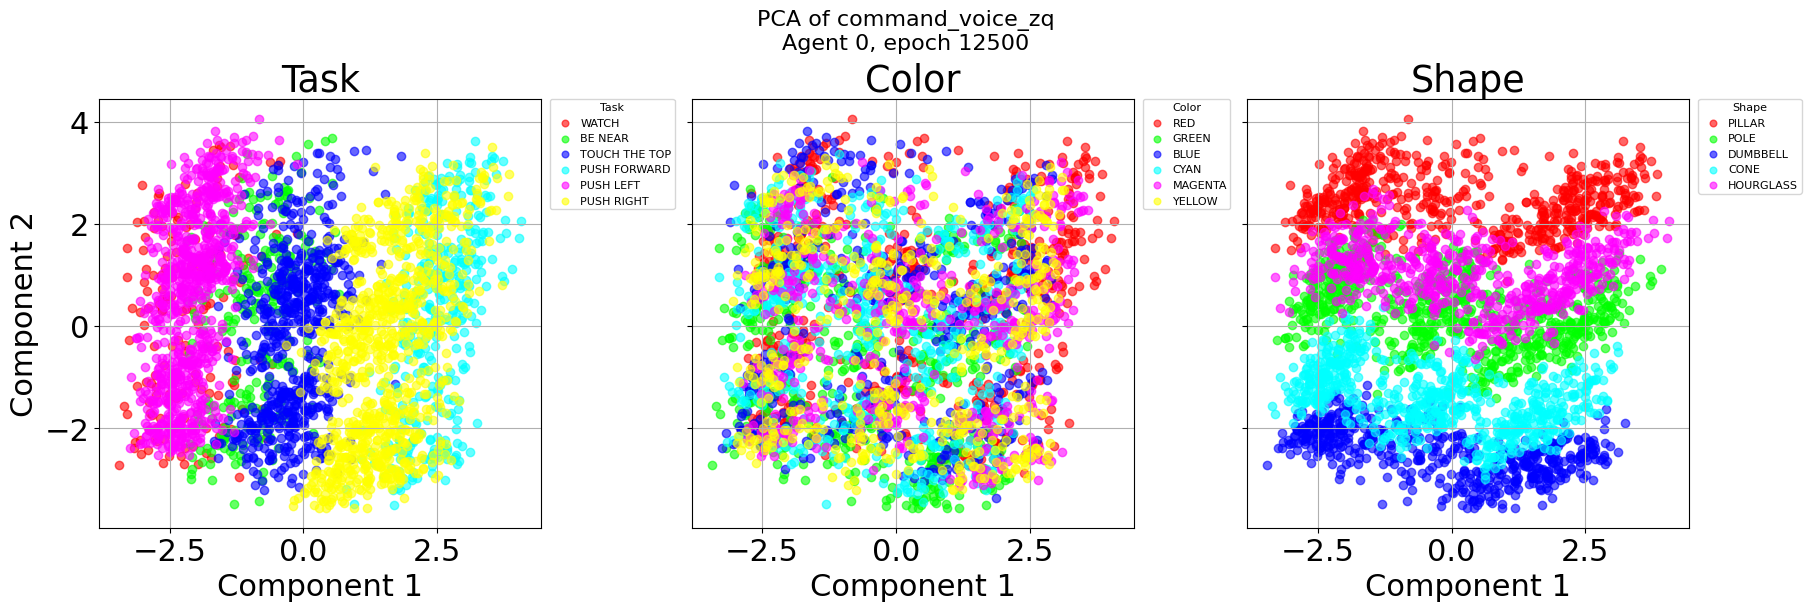 PCA of command_voice_zq
Agent 0, epoch 12500
Task
Color
Shape
Task
WATCH
BE NEAR
TOUCH THE TOP
PUSH FORWARD
PUSH LEFT
PUSH RIGHT
Color
RED
GREEN
BLUE
CYAN
MAGENTA
YELLOW
Shape
PILLAR
POLE
DUMBBELL
CONE
HOURGLASS
Component 2
4
2
0
−2
−2.5 0.0 2.5
−2.5 0.0 2.5
−2.5 0.0 2.5
Component 1
Component 1
Component 1